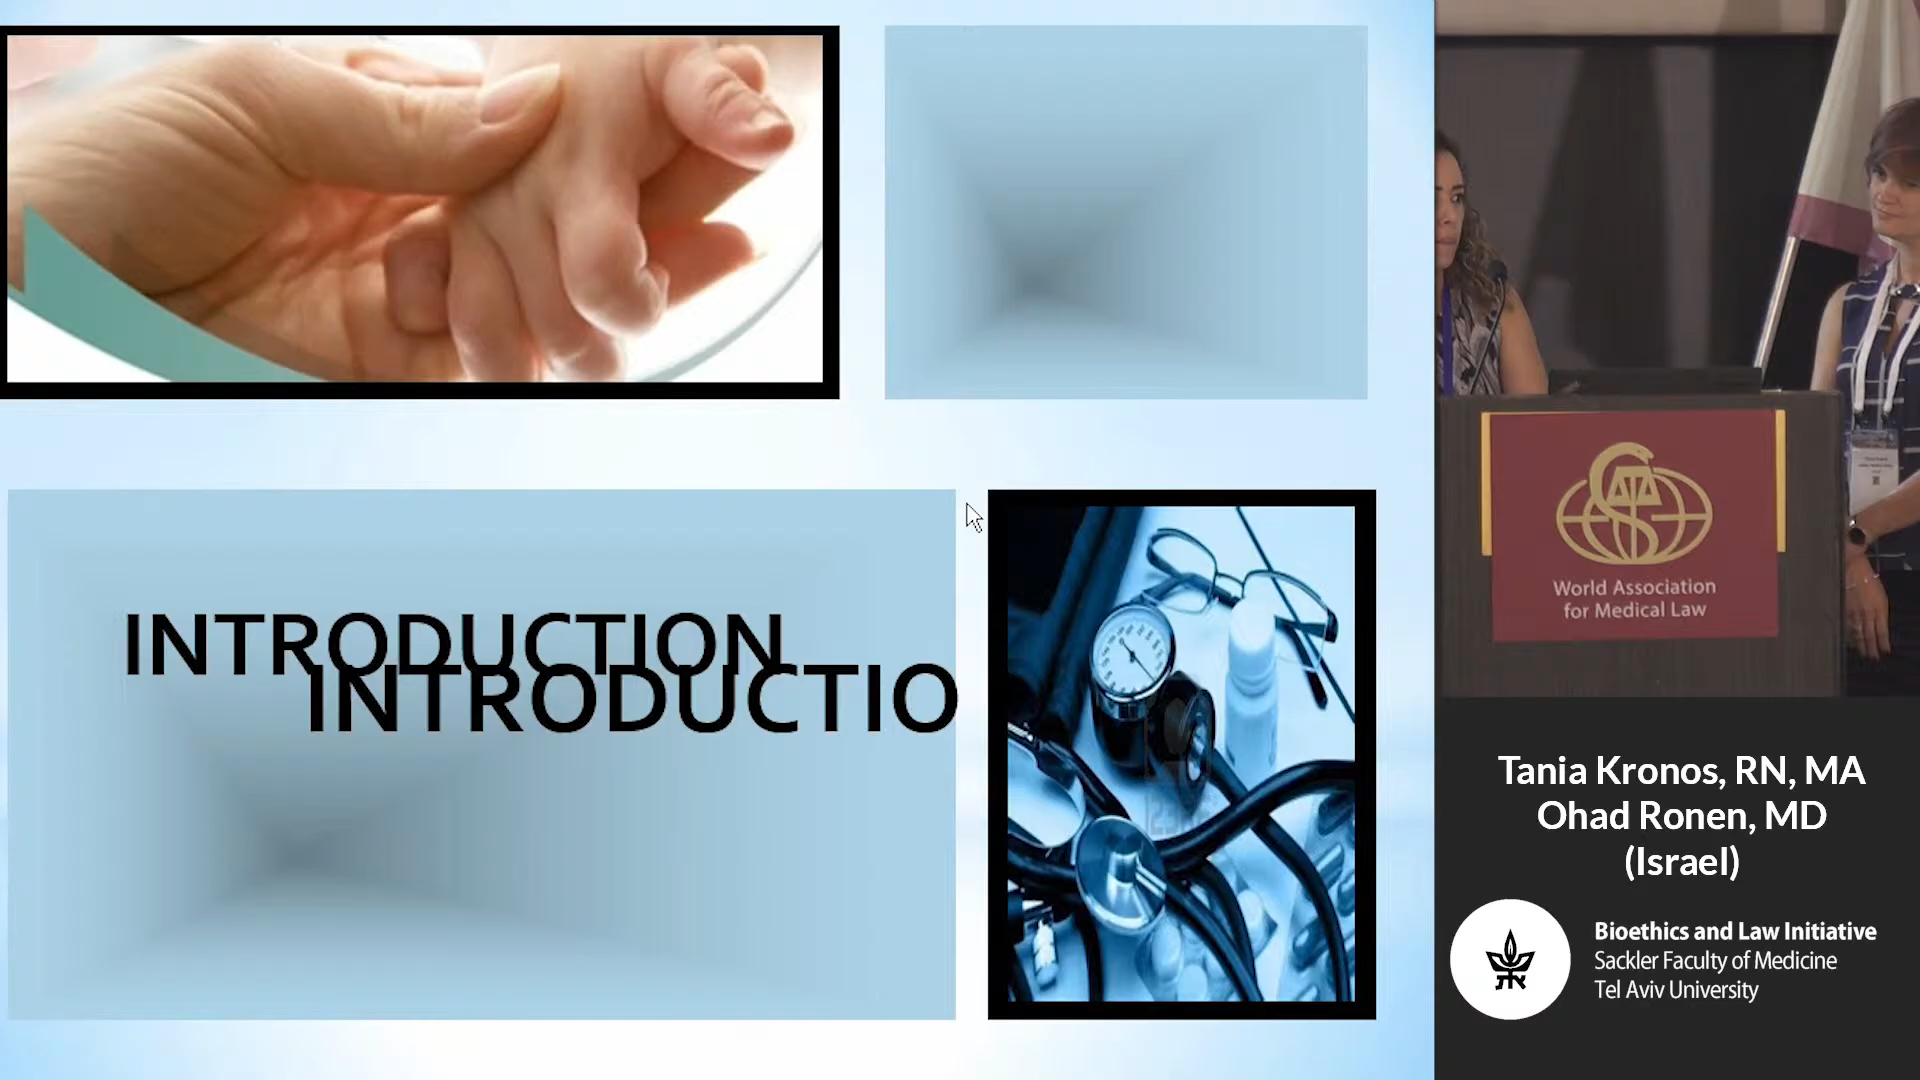 INTRODUCTION
INTRODUCTIO
World Association
for Medical Law
Tania Kronos, RN, MA
Ohad Ronen, MD
(Israel)
Bioethics and Law Initiative
Sackler Faculty of Medicine
Tel Aviv University